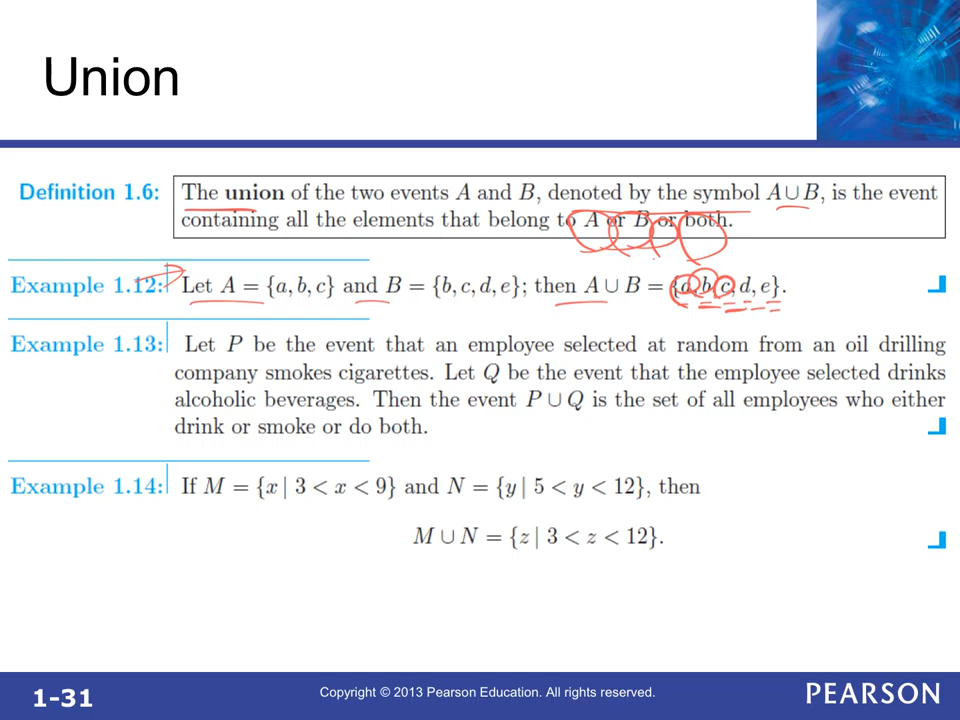 Union
Definition 1.6: The union of the two events A and B, denoted by the symbol A ∪ B, is the event
containing all the elements that belong to A or B or both.
Example 1.12: Let A = {a, b, c} and B = {b, c, d, e}; then A ∪ B = {a, b, c, d, e}.
Example 1.13: Let P be the event that an employee selected at random from an oil drilling
company smokes cigarettes. Let Q be the event that the employee selected drinks
alcoholic beverages. Then the event P ∪ Q is the set of all employees who either
drink or smoke or do both.
Example 1.14: If M = {x | 3 < x < 9} and N = {y | 5 < y < 12}, then
M ∪ N = {z | 3 < z < 12}.
1-31
Copyright © 2013 Pearson Education. All rights reserved.
PEARSON